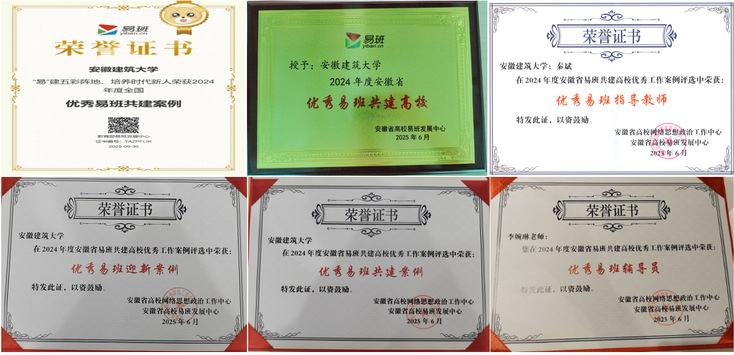 易班
yiban.cn
荣誉证书
安徽建筑大学
“易”建五彩阵地、培养时代新人荣获2024
年度全国
优秀易班共建案例
教育部易班发展中心
2025-09-30
易班
yiban.cn
授予：安徽建筑大学
2024年度安徽省
优秀易班共建高校
安徽省高校易班发展中心
2025年6月
荣誉证书
安徽建筑大学：秦斌
在2024年度安徽省易班共建高校优秀工作案例评选中荣获：
优秀易班指导教师
特发此证，以资鼓励。
安徽省高校网络思想政治工作中心
安徽省高校易班发展中心
2025年6月
荣誉证书
安徽建筑大学
在2024年度安徽省易班共建高校优秀工作案例评选中荣获：
优秀易班迎新案例
特发此证，以资鼓励。
安徽省高校网络思想政治工作中心
安徽省高校易班发展中心
2025年6月
荣誉证书
安徽建筑大学
在2024年度安徽省易班共建高校优秀工作案例评选中荣获：
优秀易班共建案例
特发此证，以资鼓励。
安徽省高校网络思想政治工作中心
安徽省高校易班发展中心
2025年6月
荣誉证书
李婉琳老师：
您在2024年度安徽省易班共建高校优秀工作案例评选中荣获：
优秀易班辅导员
特发此证，以资鼓励。
安徽省高校网络思想政治工作中心
安徽省高校易班发展中心
2025年6月